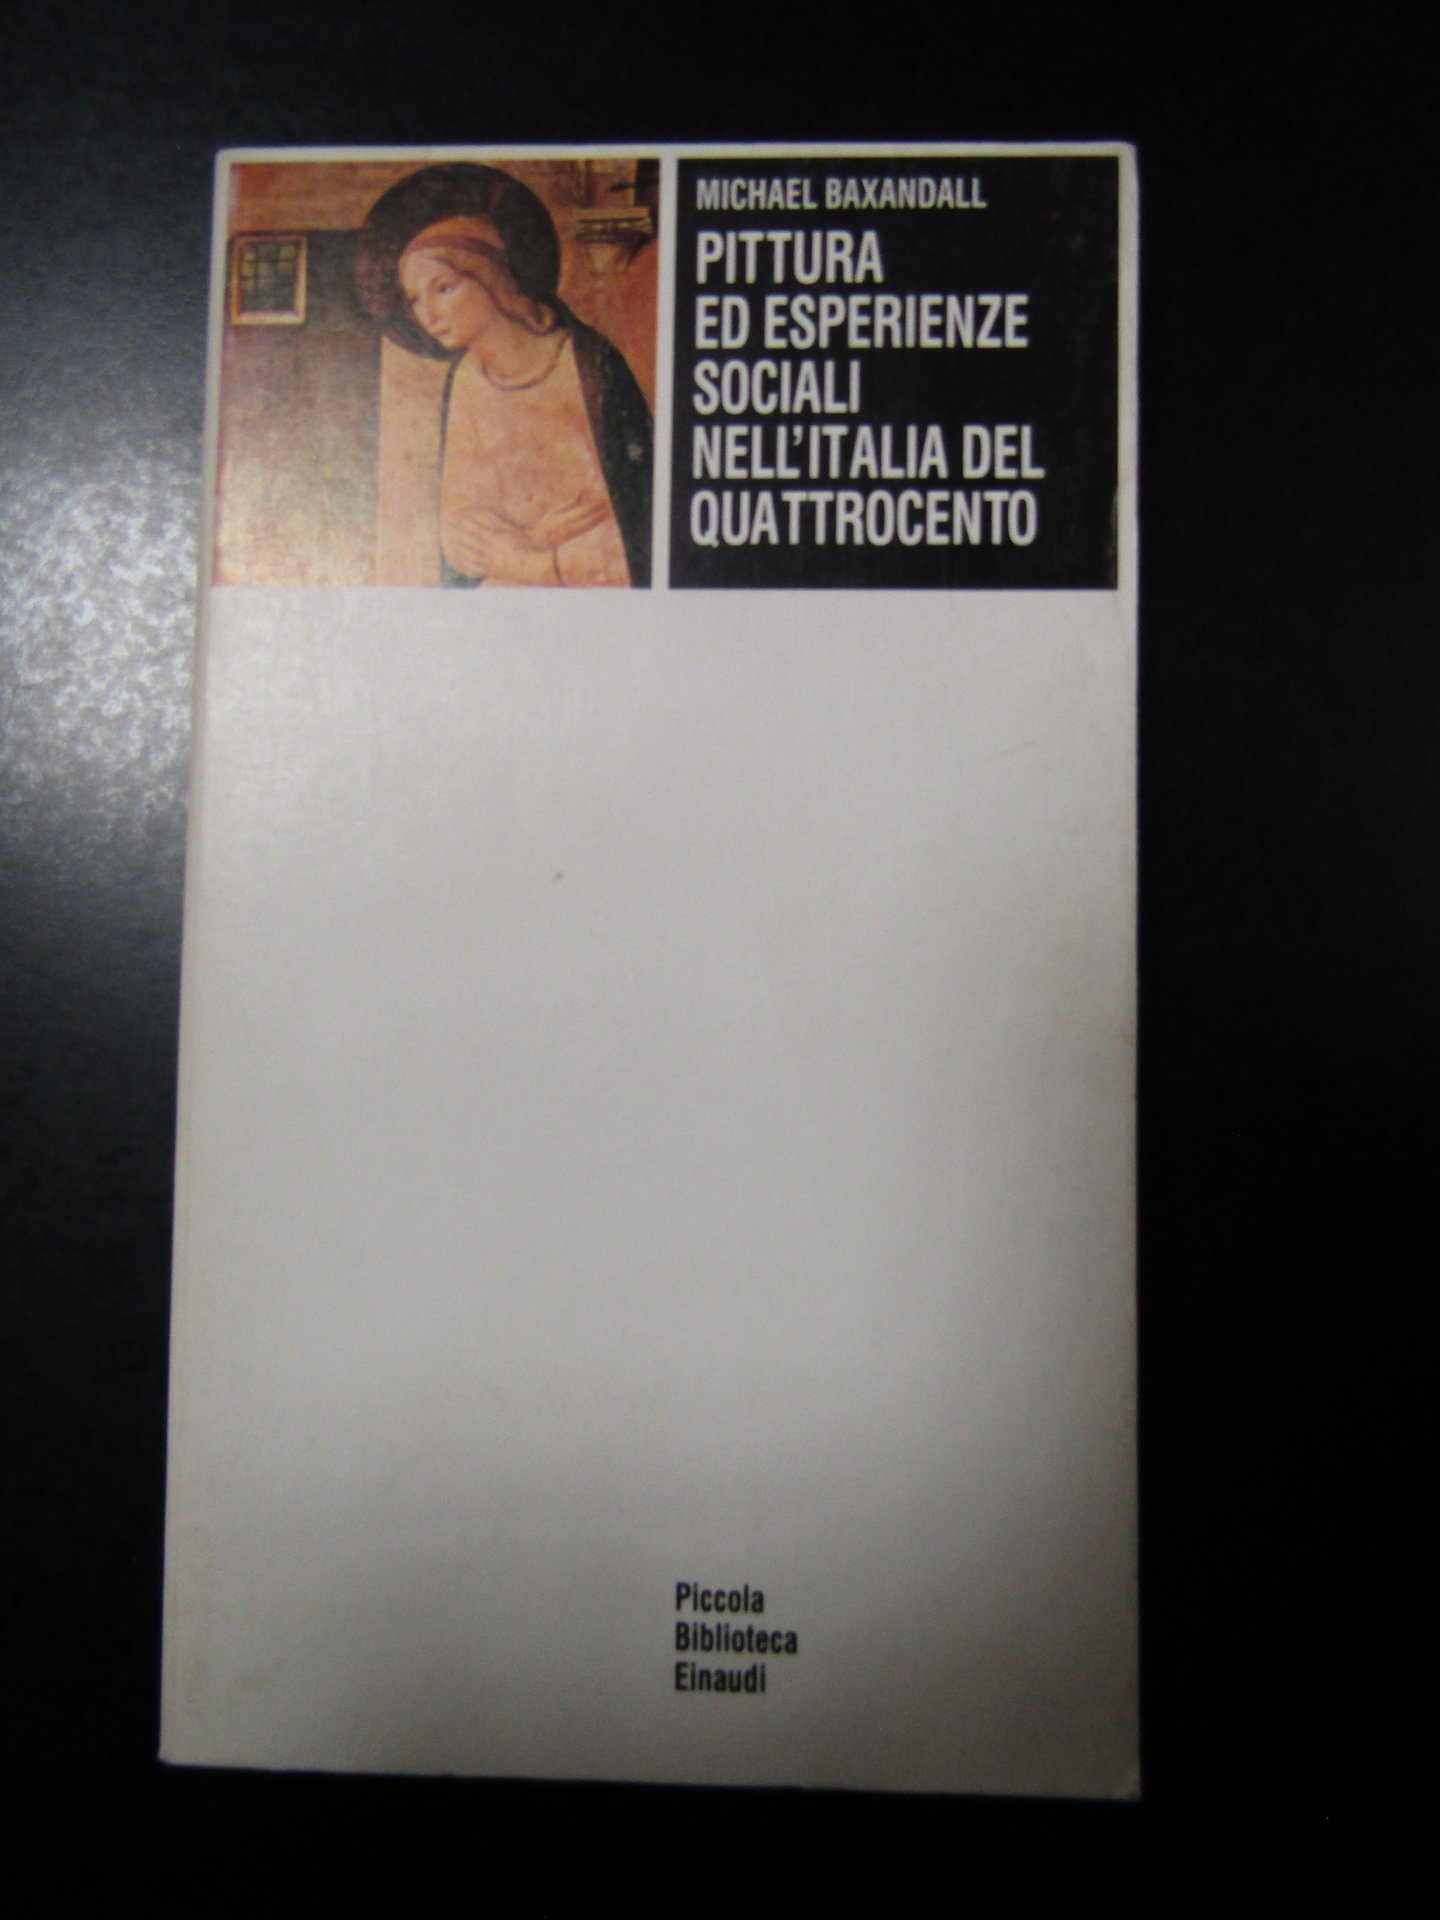 MICHAEL BAXANDALL
PITTURA
ED ESPERIENZE
SOCIALI
NELL'ITALIA DEL
QUATTROCENTO
Piccola
Biblioteca
Einaudi